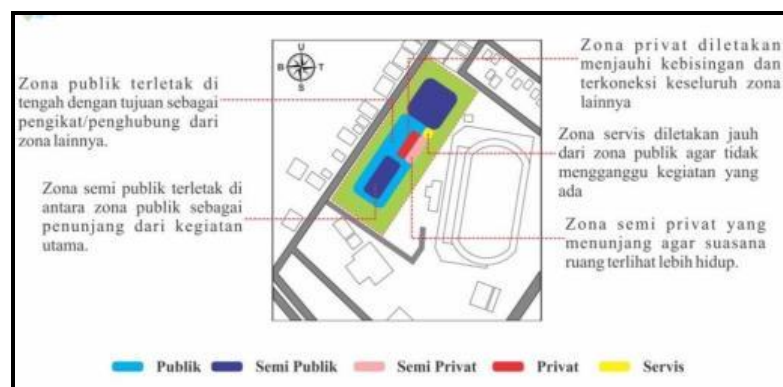 Zona publik terletak di
tengah dengan tujuan sebagai
pengikat/penghubung dari
zona lainnya.
Zona semi publik terletak di
antara zona publik sebagai
penunjang dari kegiatan
utama.
U
B
T
S
Zona privat diletakan
menjauhi kebisingan dan
terkoneksi keseluruh zona
lainnya
Zona servis diletakan jauh
dari zona publik agar tidak
mengganggu kegiatan yang
ada
Zona semi privat yang
menunjang agar suasana
ruang terlihat lebih hidup.
Publik
Semi Publik
Semi Privat
Privat
Servis